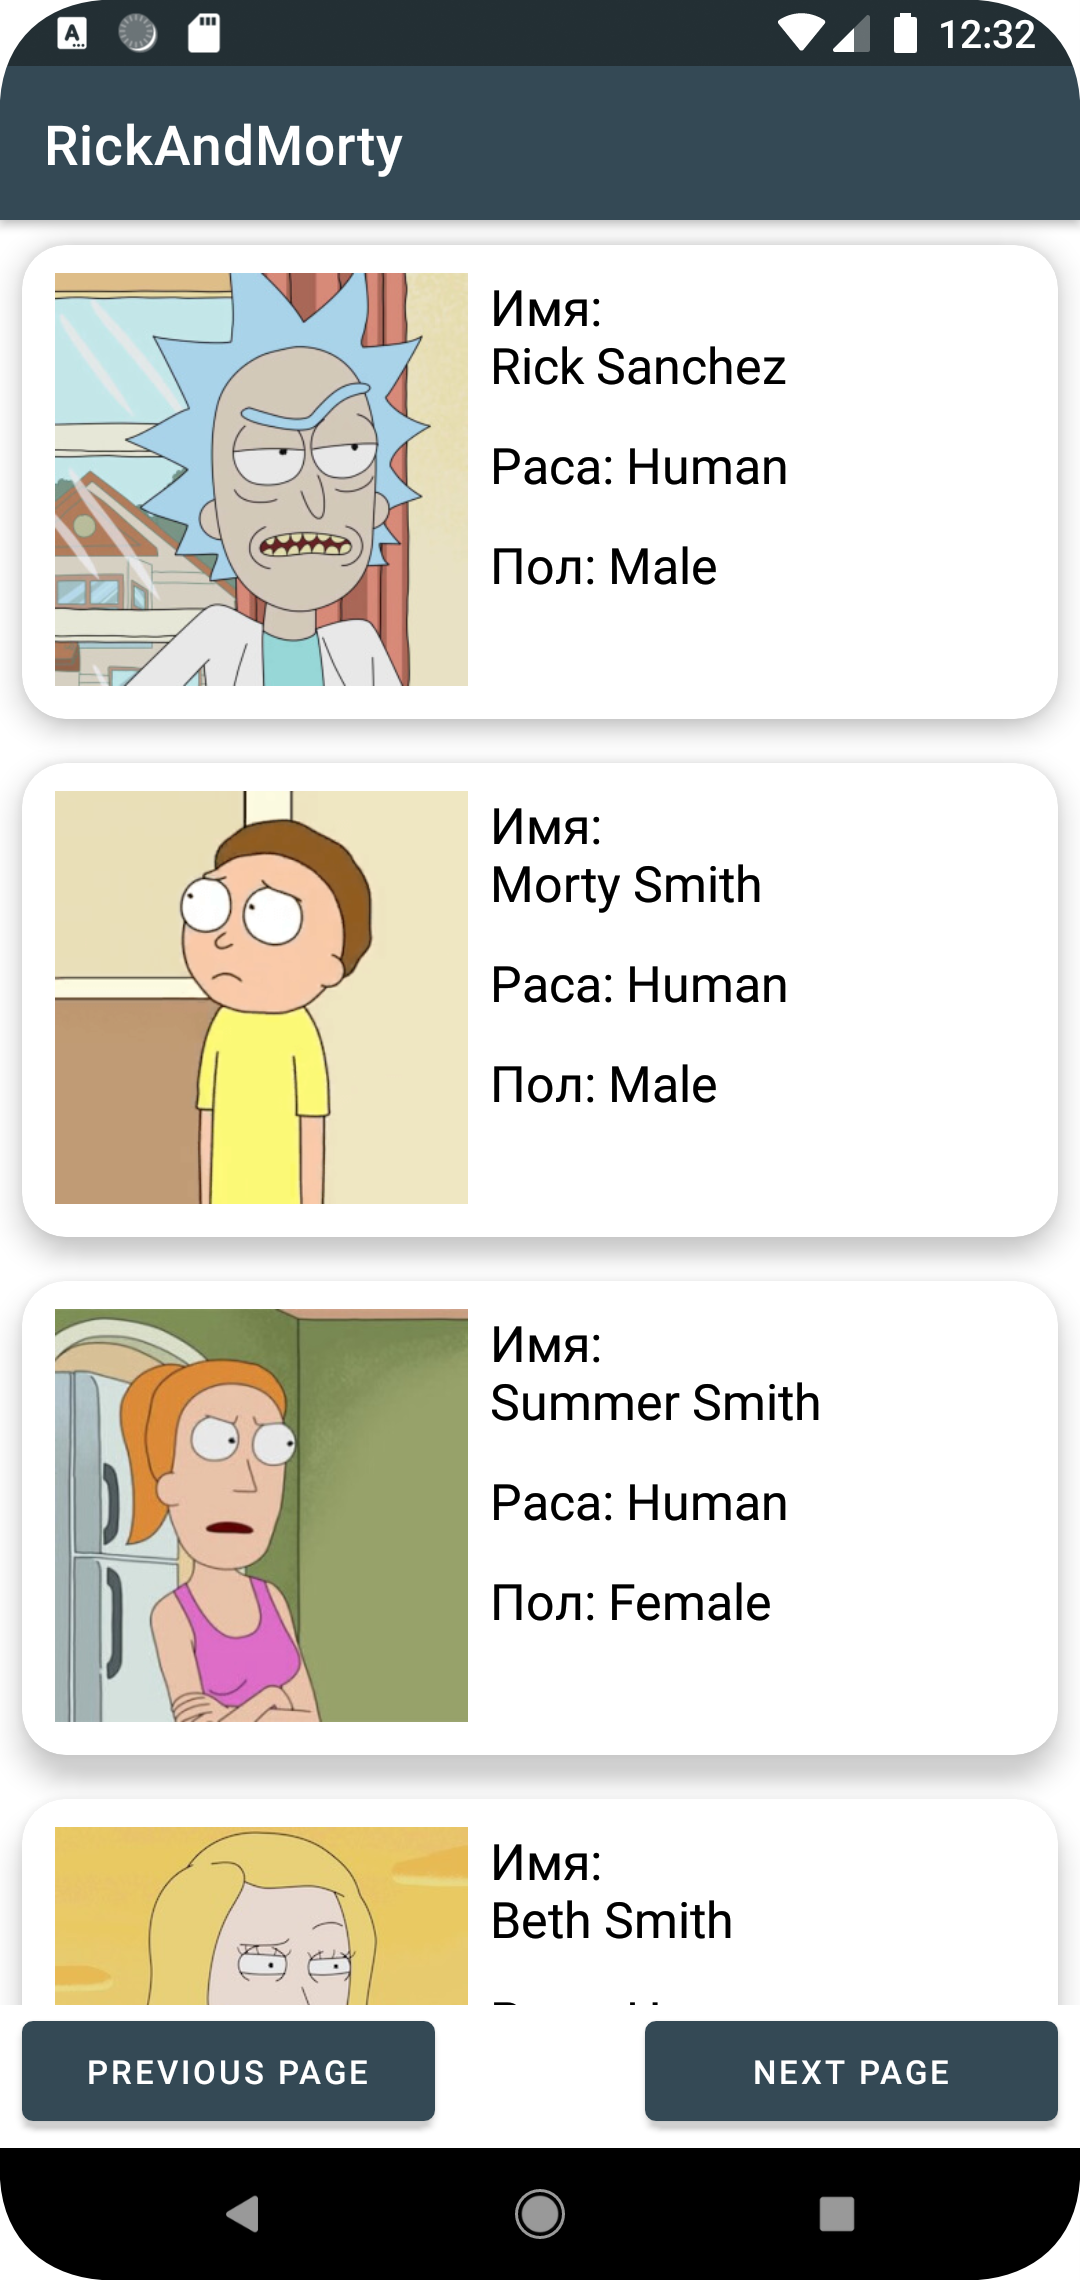 12:32
RickAndMorty
Имя:
Rick Sanchez
Раса: Human
Пол: Male
Имя:
Morty Smith
Раса: Human
Пол: Male
Имя:
Summer Smith
Раса: Human
Пол: Female
Имя:
Beth Smith
PREVIOUS PAGE
NEXT PAGE